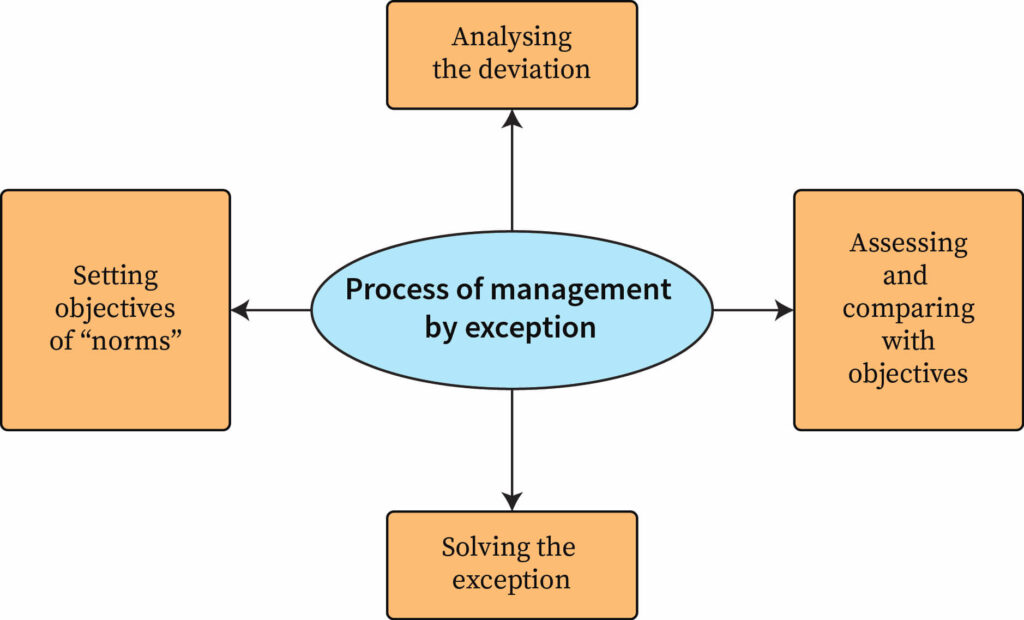 Analysing
the deviation
Setting
objectives
of “norms”
Process of management
by exception
Assessing
and
comparing
with
objectives
Solving the
exception